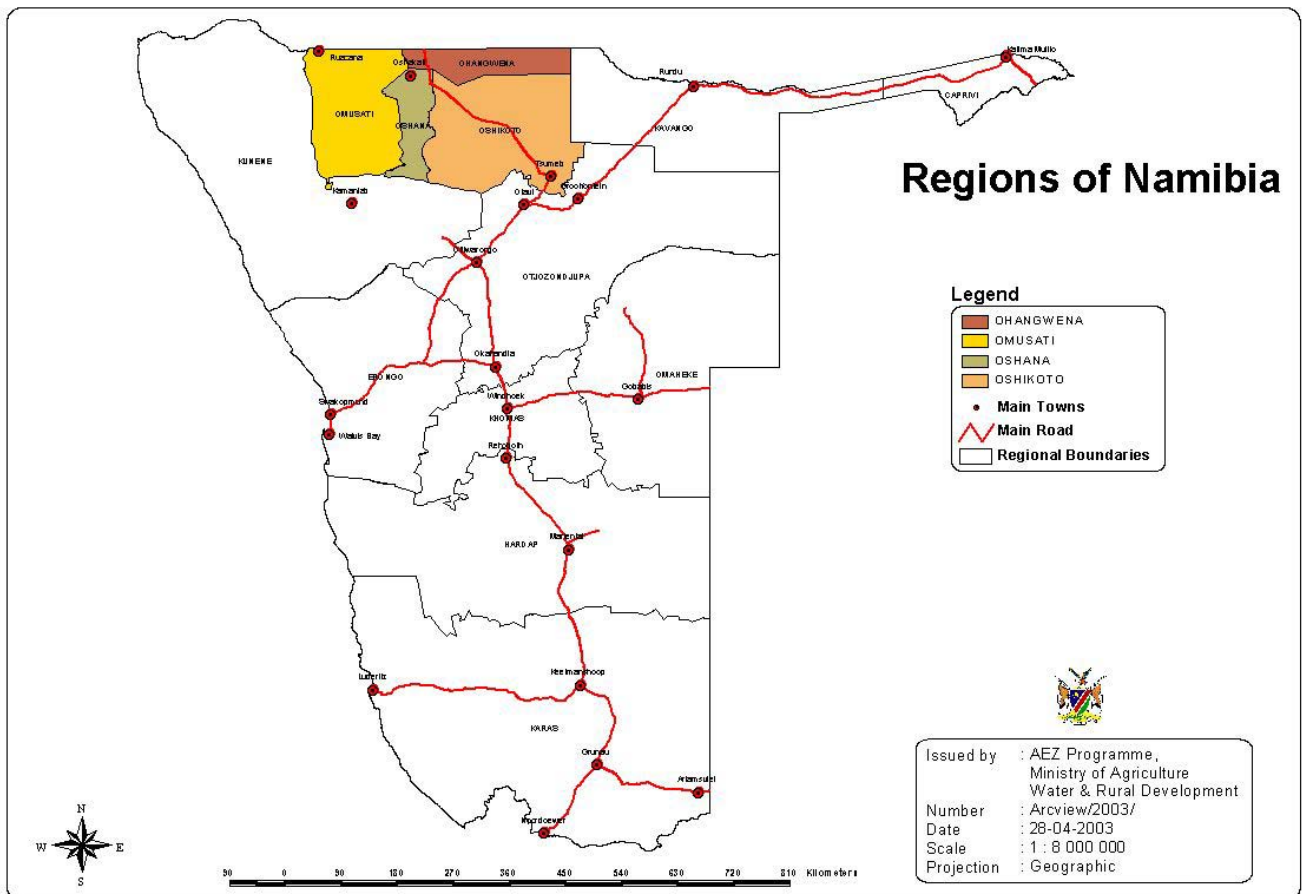 Regions of Namibia
Ruacana
Oshakati
OHANGWENA
Rundu
Katima Mulilo
CAPRIVI
OMUSATI
OSHANA
OSHIKOTO
KAVANGO
KUNENE
Tsumeb
Kamanjab
Otavi
Grootfontein
Otjiwarongo
OTJOZONDJUPA
Okahandja
ERONGO
OMAHEKE
Gobabis
Swakopmund
Windhoek
KHOMAS
Walvis Bay
Rehoboth
Mariental
HARDAP
Luderitz
Keetmanshoop
KARAS
Grunau
Ariamsvlei
Noordoewer
Legend
OHANGWENA
OMUSATI
OSHANA
OSHIKOTO
Main Towns
Main Road
Regional Boundaries
Issued by : AEZ Programme,
Ministry of Agriculture
Water & Rural Development
Number : Arcview/2003/
Date : 28-04-2003
Scale : 1 : 8 000 000
Projection : Geographic
N
W E
S
90 0 90 180 270 360 450 540 630 720 810 Kilometers